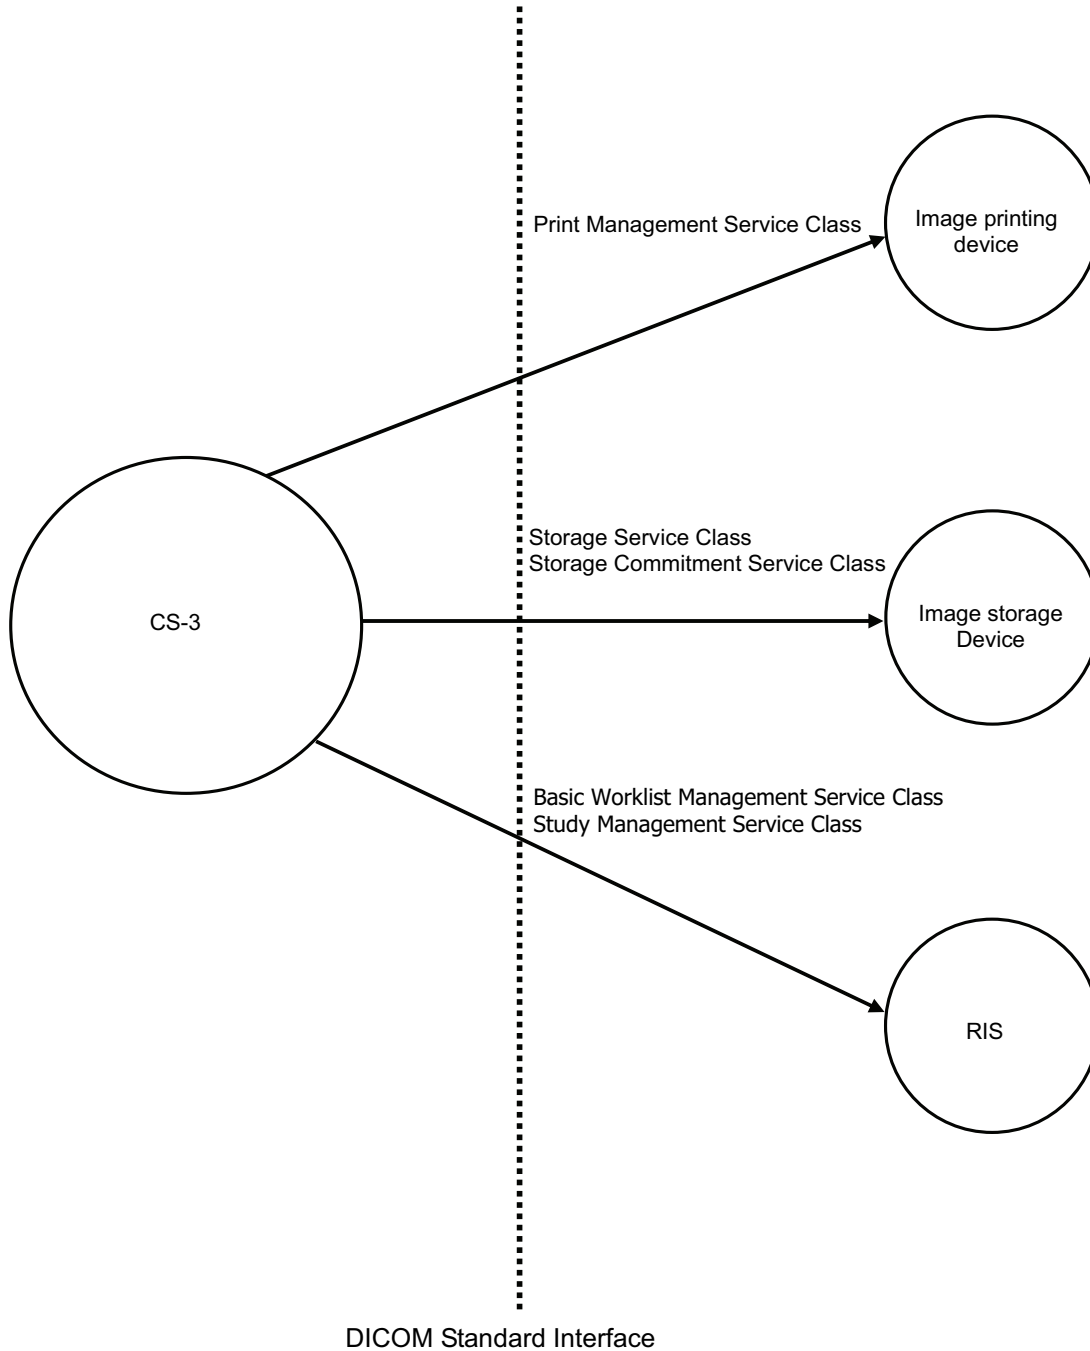 Print Management Service Class
Image printing
device
Storage Service Class
Storage Commitment Service Class
CS-3
Image storage
Device
Basic Worklist Management Service Class
Study Management Service Class
RIS
DICOM Standard Interface